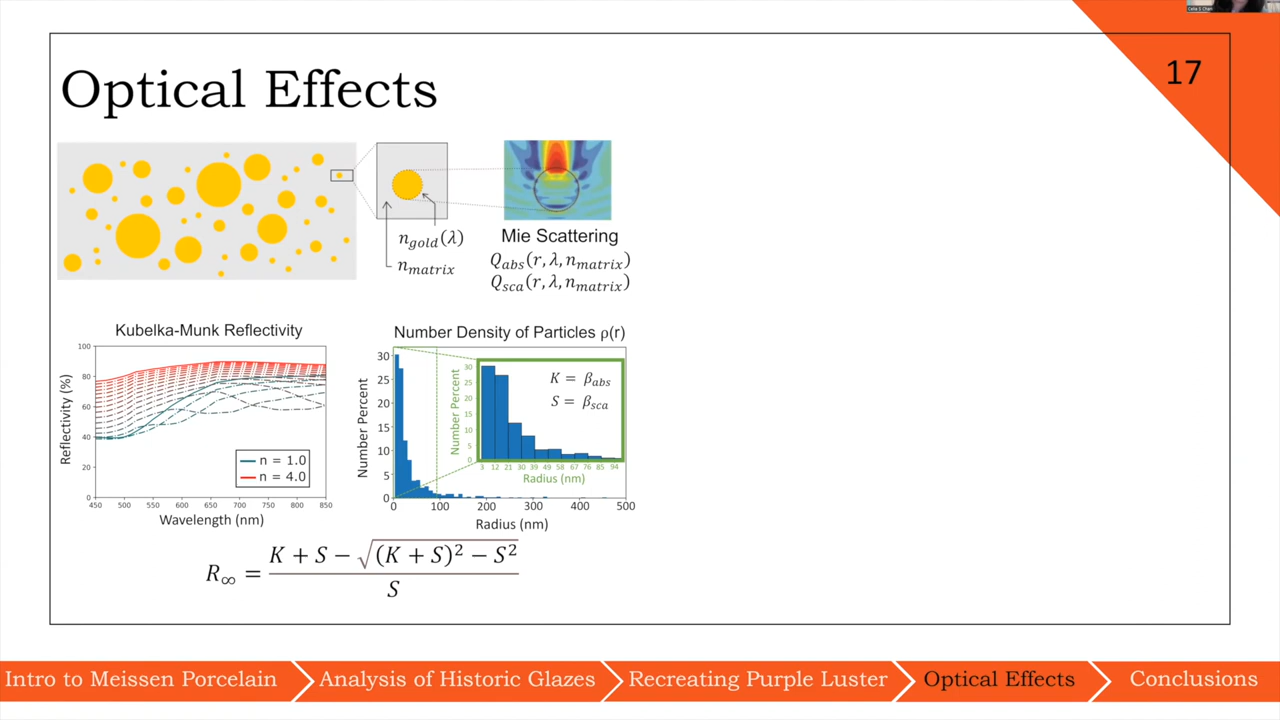 17
Optical Effects
n_gold(λ)
n_matrix
Mie Scattering
Q_abs(r, λ, n_matrix)
Q_sca(r, λ, n_matrix)
Kubelka-Munk Reflectivity
Reflectivity (%)
100
80
60
40
20
0
n = 1.0
n = 4.0
450 500 550 600 650 700 750 800 850
Wavelength (nm)
Number Density of Particles ρ(r)
Number Percent
30
25
20
15
10
5
0
0 100 200 300 400 500
Radius (nm)
Number Percent
30
25
20
15
10
5
0
K = β_abs
S = β_sca
3 12 21 30 39 49 58 67 76 85 94
Radius (nm)
R_∞ = (K + S − √((K + S)² − S²)) / S
Intro to Meissen Porcelain
Analysis of Historic Glazes
Recreating Purple Luster
Optical Effects
Conclusions